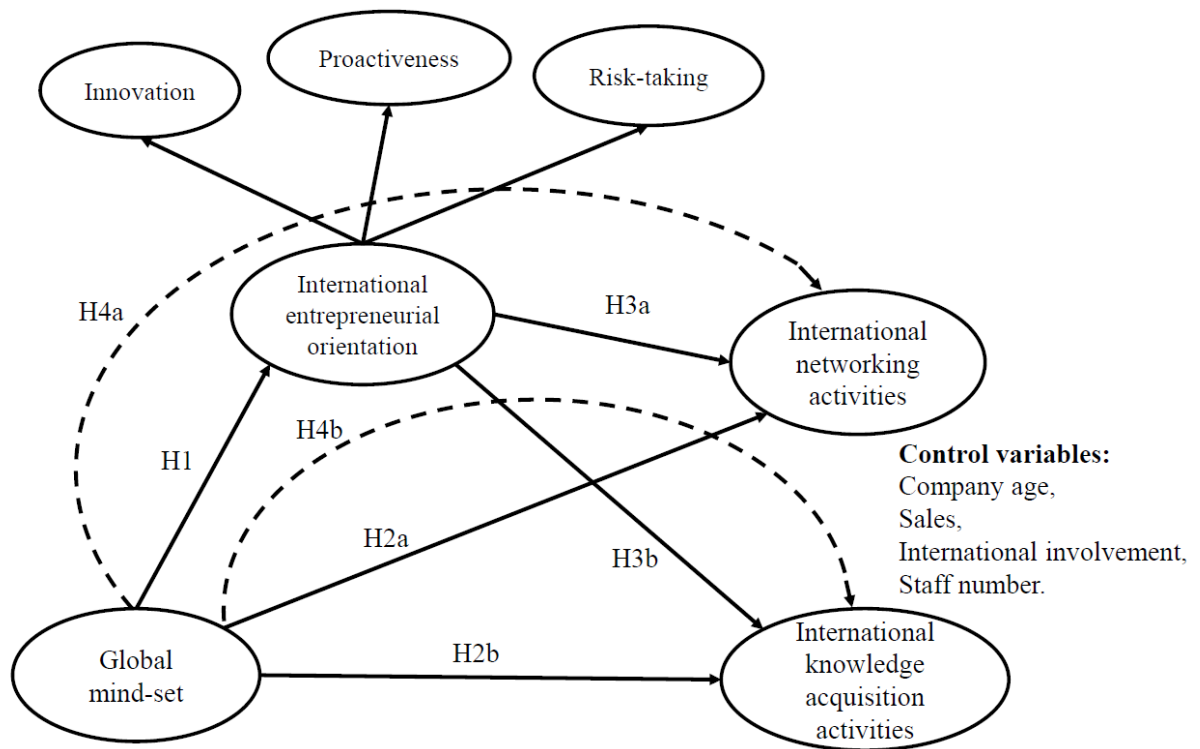 Proactiveness
Innovation
Risk-taking
International
entrepreneurial
orientation
H4a
H3a
International
networking
activities
H4b
H1
Control variables:
Company age,
Sales,
International involvement,
Staff number.
H2a
H3b
Global
mind-set
H2b
International
knowledge
acquisition
activities